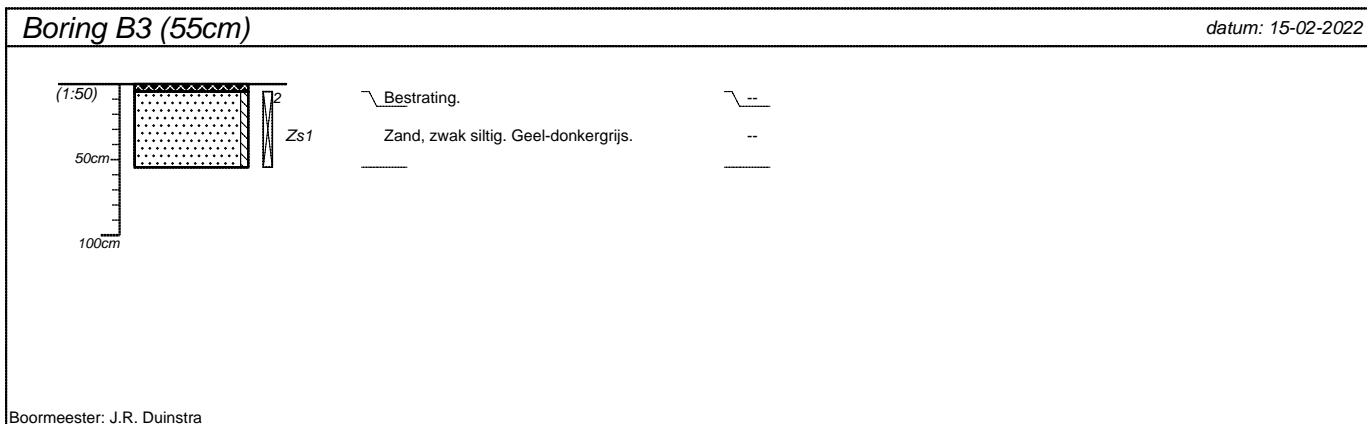 Boring B3 (55cm)
datum: 15-02-2022
(1:50)
2
Bestrating.
--
Zs1
Zand, zwak siltig. Geel-donkergrijs.
--
50cm
100cm
Boormeester: J.R. Duinstra